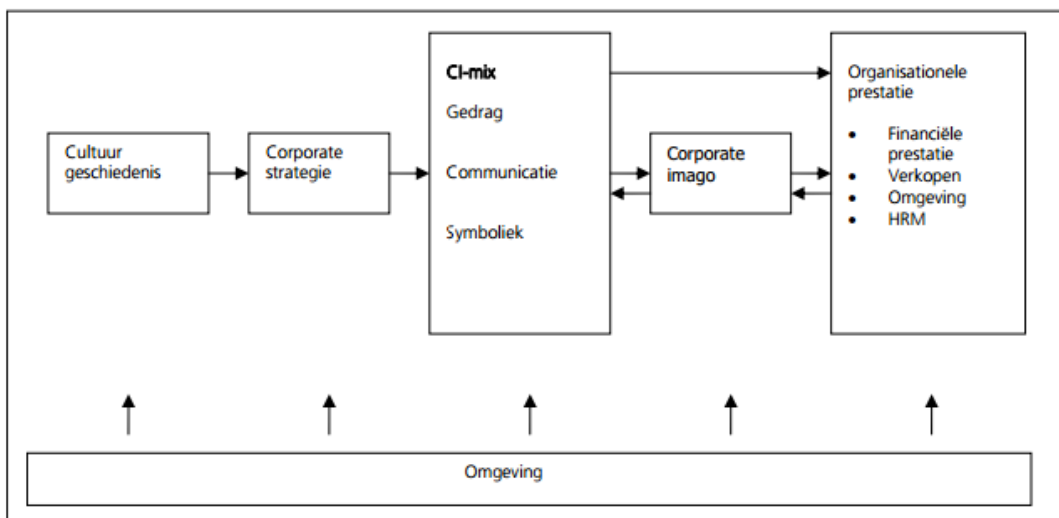 Cultuur
geschiedenis
Corporate
strategie
CI-mix
Gedrag
Communicatie
Symboliek
Corporate
imago
Organisationele
prestatie
• Financiële
prestatie
• Verkopen
• Omgeving
• HRM
Omgeving